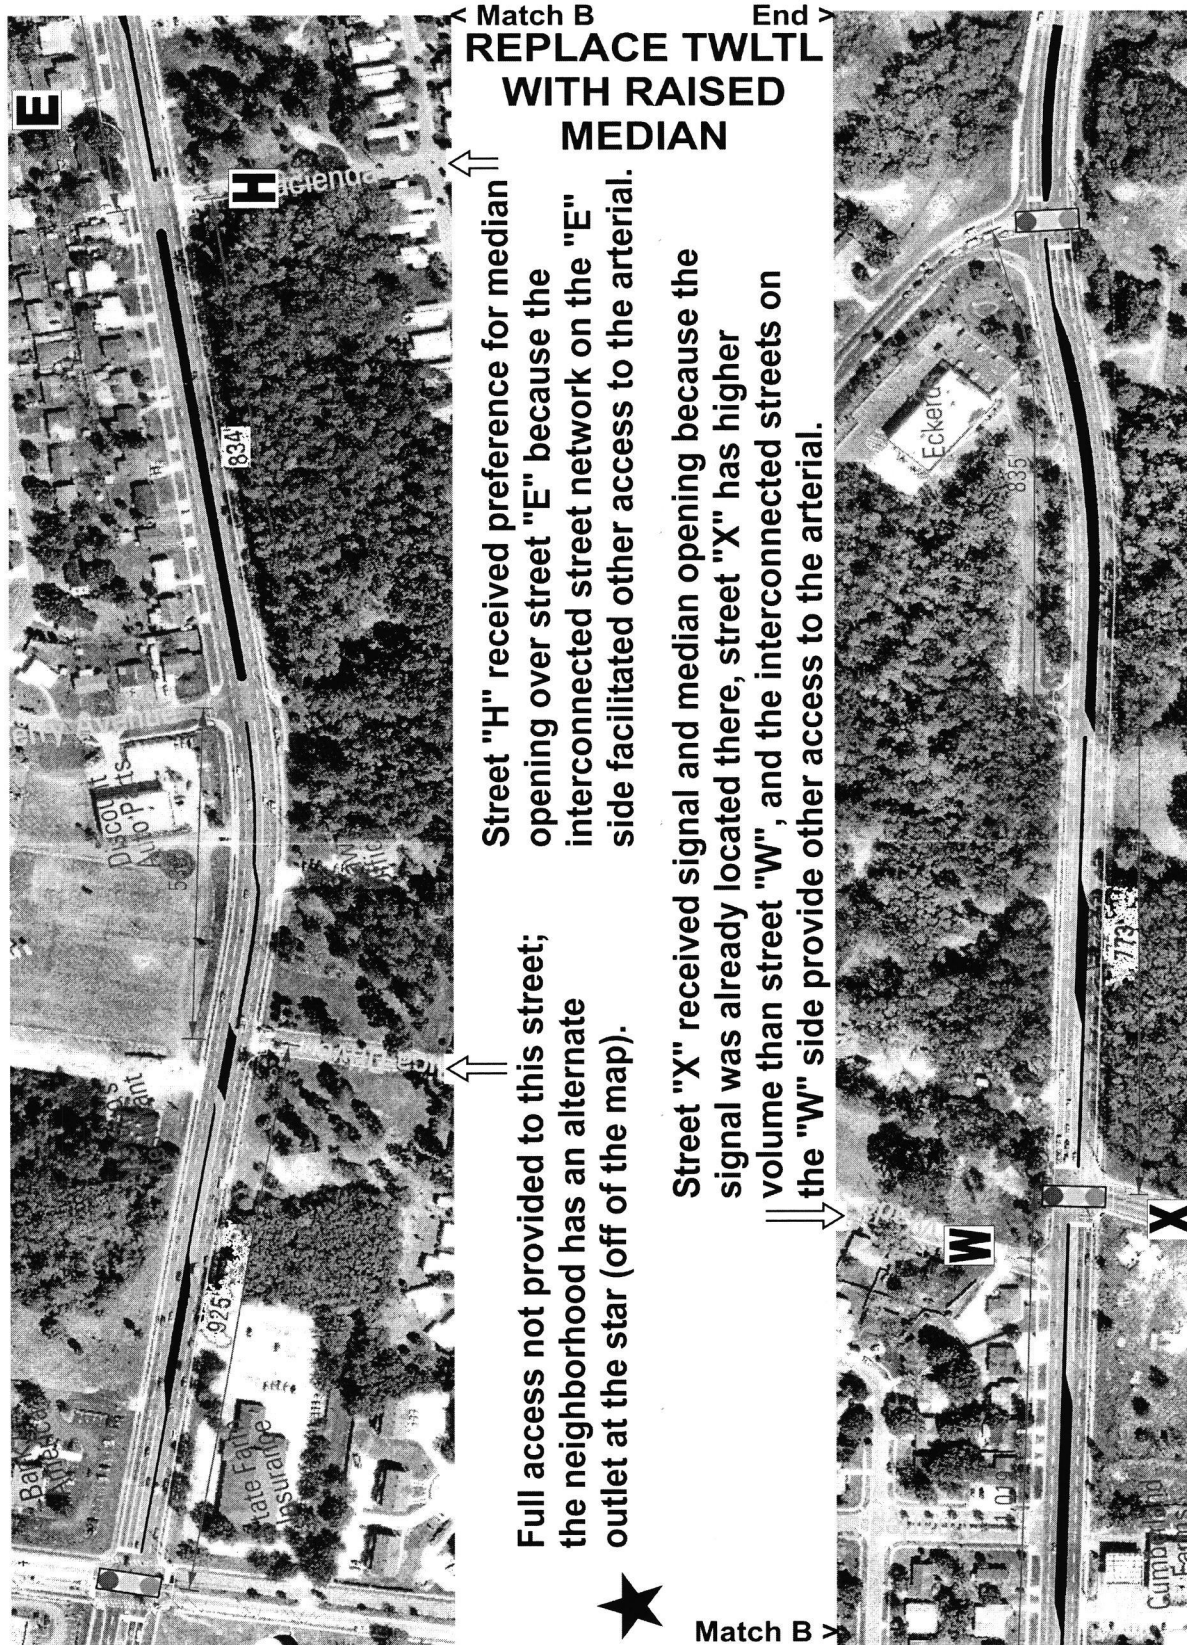 < Match B
End >
REPLACE TWLTL
WITH RAISED
MEDIAN
E
H
834'
Discount
Auto Parts
925'
State Farm
Insurance
Street "H" received preference for median
opening over street "E" because the
interconnected street network on the "E"
side facilitated other access to the arterial.
Full access not provided to this street;
the neighborhood has an alternate
outlet at the star (off of the map).
Street "X" received signal and median opening because the
signal was already located there, street "X" has higher
volume than street "W", and the interconnected streets on
the "W" side provide other access to the arterial.
Match B >
Eckerd
835'
773'
W
X
1019'
Cumberland
Farms